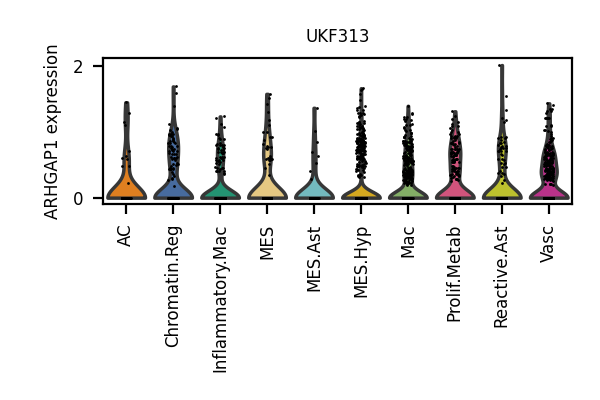 UKF313
ARHGAP1 expression
2
0
AC
Chromatin.Reg
Inflammatory.Mac
MES
MES.Ast
MES.Hyp
Mac
Prolif.Metab
Reactive.Ast
Vasc